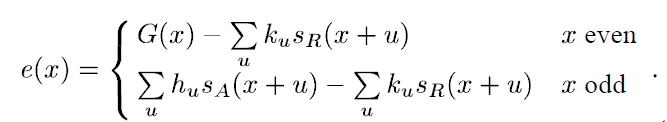 e(x) = { G(x) − ∑_u k_u s_R(x + u)    x even
∑_u h_u s_A(x + u) − ∑_u k_u s_R(x + u)    x odd .